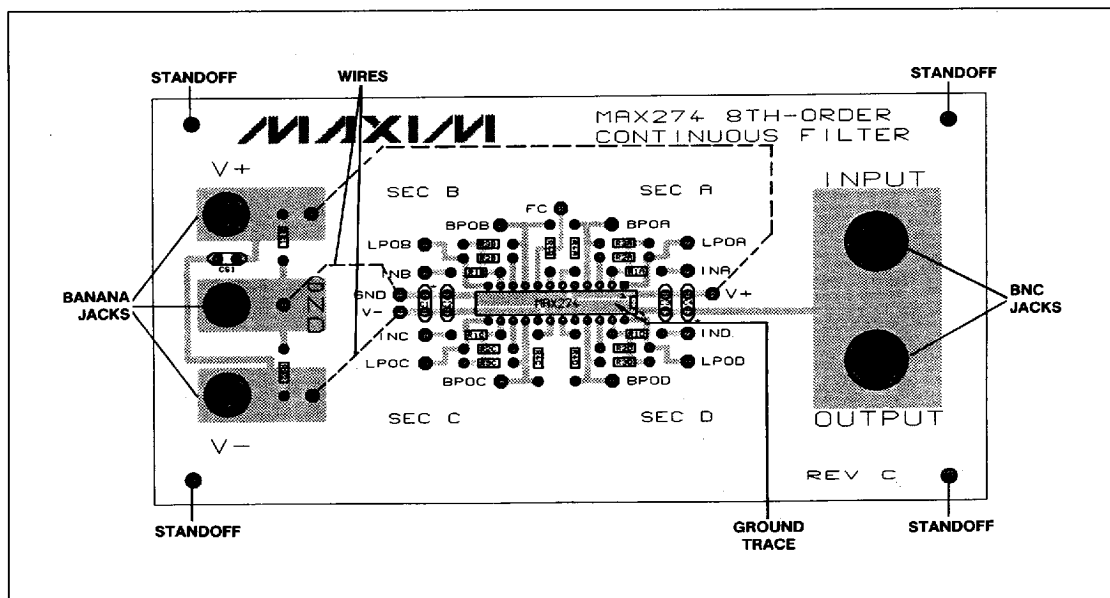 STANDOFF
WIRES
STANDOFF
MAXIM
MAX274 8TH-ORDER
CONTINUOUS FILTER
V+
INPUT
SEC B
SEC A
FC
BPOB
BPOA
LPOB
LPOA
INB
INA
GND
GND
V-
V+
MAX274
BANANA
JACKS
BNC
JACKS
INC
IND
LPOC
LPOD
BPOC
BPOD
SEC C
SEC D
OUTPUT
V-
REV C
STANDOFF
GROUND
TRACE
STANDOFF